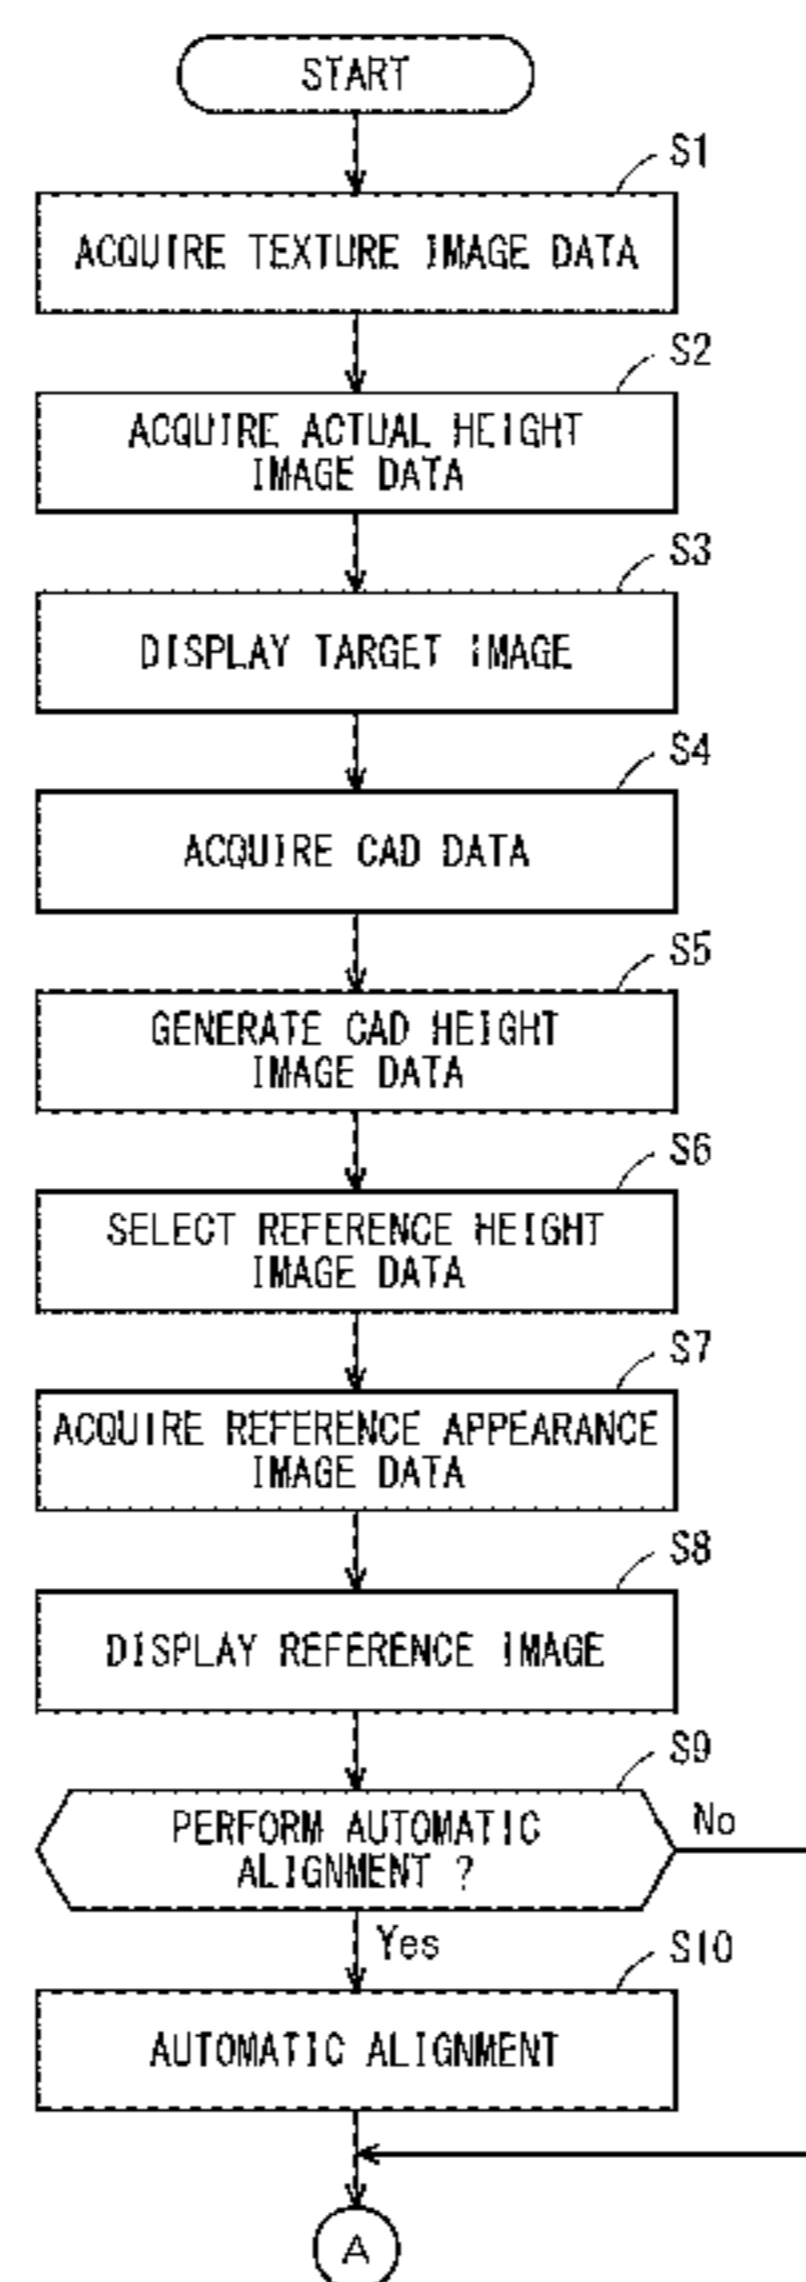 START
S1
ACQUIRE TEXTURE IMAGE DATA
S2
ACQUIRE ACTUAL HEIGHT
IMAGE DATA
S3
DISPLAY TARGET IMAGE
S4
ACQUIRE CAD DATA
S5
GENERATE CAD HEIGHT
IMAGE DATA
S6
SELECT REFERENCE HEIGHT
IMAGE DATA
S7
ACQUIRE REFERENCE APPEARANCE
IMAGE DATA
S8
DISPLAY REFERENCE IMAGE
S9
PERFORM AUTOMATIC
ALIGNMENT ?
No
Yes
S10
AUTOMATIC ALIGNMENT
A